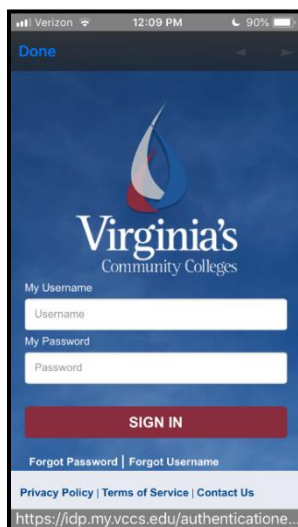 Verizon 12:09 PM 90%
Done
Virginia's
Community Colleges
My Username
Username
My Password
Password
SIGN IN
Forgot Password | Forgot Username
Privacy Policy | Terms of Service | Contact Us
https://idp.my.vccs.edu/authenticatione...